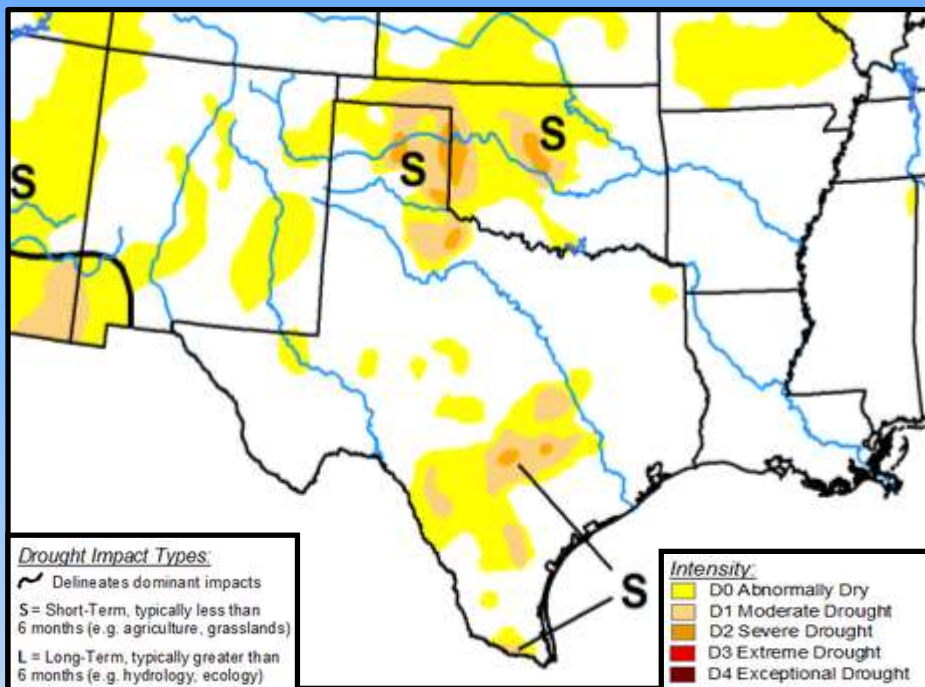 S
S
S
S
Drought Impact Types:
Delineates dominant impacts
S = Short-Term, typically less than
6 months (e.g. agriculture, grasslands)
L = Long-Term, typically greater than
6 months (e.g. hydrology, ecology)
Intensity:
D0 Abnormally Dry
D1 Moderate Drought
D2 Severe Drought
D3 Extreme Drought
D4 Exceptional Drought